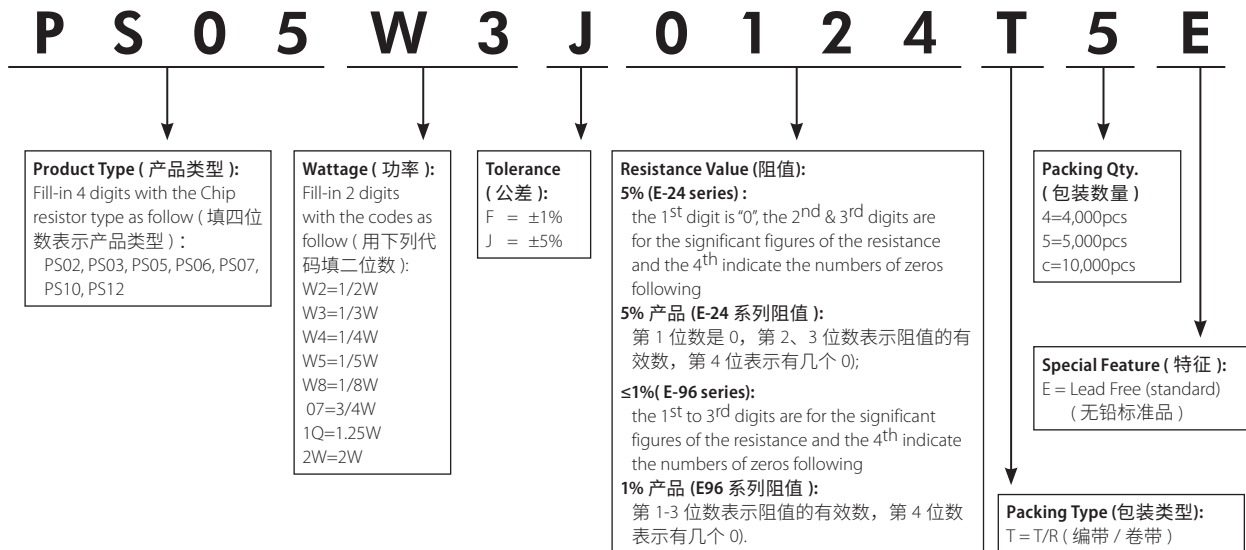 P S 0 5 W 3 J 0 1 2 4 T 5 E
Product Type ( 产品类型 ):
Fill-in 4 digits with the Chip
resistor type as follow ( 填四位
数表示产品类型 ) :
PS02, PS03, PS05, PS06, PS07,
PS10, PS12
Wattage ( 功率 ):
Fill-in 2 digits
with the codes as
follow ( 用下列代
码填二位数 ):
W2=1/2W
W3=1/3W
W4=1/4W
W5=1/5W
W8=1/8W
07=3/4W
1Q=1.25W
2W=2W
Tolerance
( 公差 ):
F = ±1%
J = ±5%
Resistance Value (阻值):
5% (E-24 series) :
the 1st digit is "0", the 2nd & 3rd digits are
for the significant figures of the resistance
and the 4th indicate the numbers of zeros
following
5% 产品 (E-24 系列阻值 ):
第 1 位数是 0，第 2、3 位数表示阻值的有
效数，第 4 位表示有几个 0);
≤1%( E-96 series):
the 1st to 3rd digits are for the significant
figures of the resistance and the 4th indicate
the numbers of zeros following
1% 产品 (E96 系列阻值 ):
第 1-3 位数表示阻值的有效数，第 4 位数
表示有几个 0).
Packing Qty.
( 包装数量 )
4=4,000pcs
5=5,000pcs
c=10,000pcs
Special Feature ( 特征 ):
E = Lead Free (standard)
( 无铅标准品 )
Packing Type (包装类型):
T = T/R ( 编带 / 卷带 )